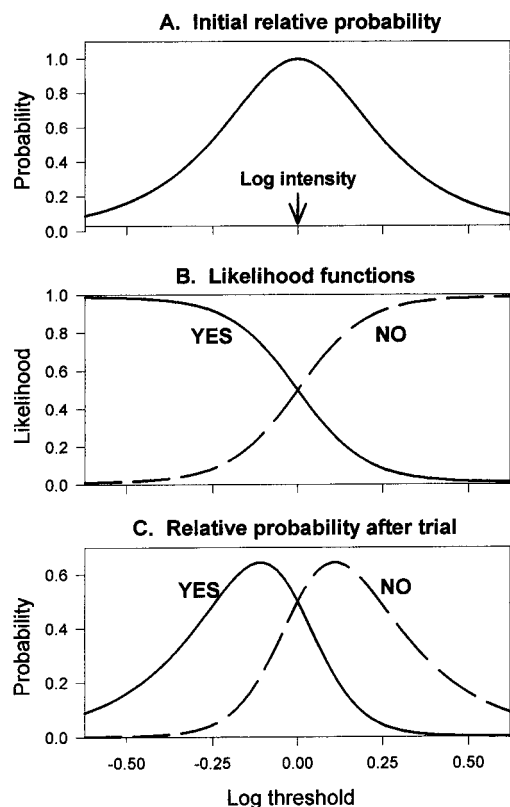 A. Initial relative probability
1.0
0.8
0.6
0.4
0.2
0.0
Probability
Log intensity
B. Likelihood functions
1.0
0.8
0.6
0.4
0.2
0.0
Likelihood
YES
NO
C. Relative probability after trial
0.6
0.4
0.2
0.0
Probability
YES
NO
-0.50 -0.25 0.00 0.25 0.50
Log threshold